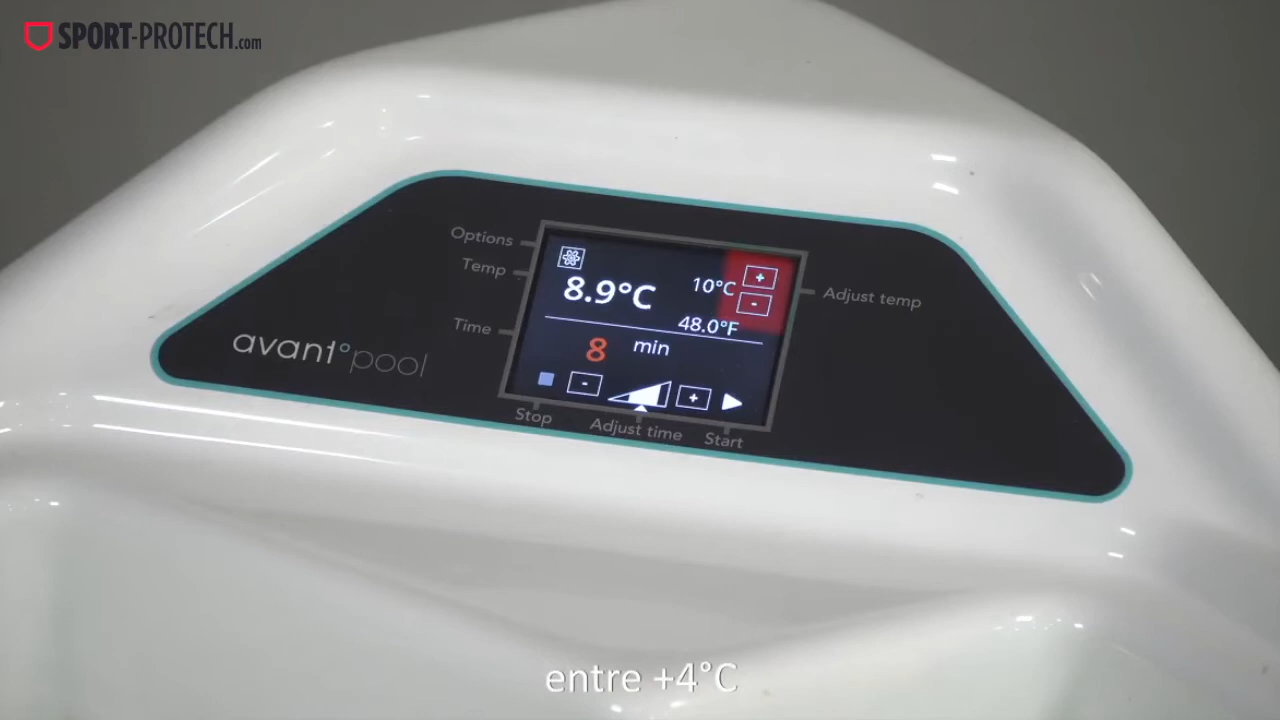 SPORT-PROTECH.com
Options
Temp
Time
8.9°C
10°C
+
-
48.0°F
8 min
-
+
Adjust temp
Stop
Adjust time
Start
avant°pool
entre +4°C